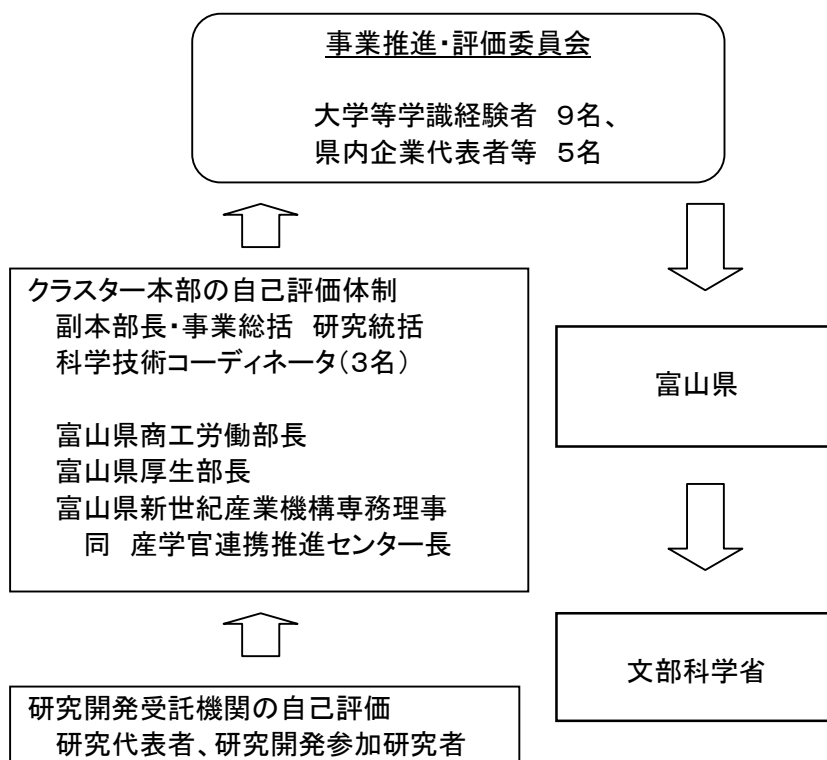 事業推進・評価委員会
大学等学識経験者　９名、
県内企業代表者等　５名
クラスター本部の自己評価体制
副本部長・事業総括　研究統括
科学技術コーディネータ（３名）
富山県商工労働部長
富山県厚生部長
富山県新世紀産業機構専務理事
同　産学官連携推進センター長
研究開発受託機関の自己評価
研究代表者、研究開発参加研究者
富山県
文部科学省